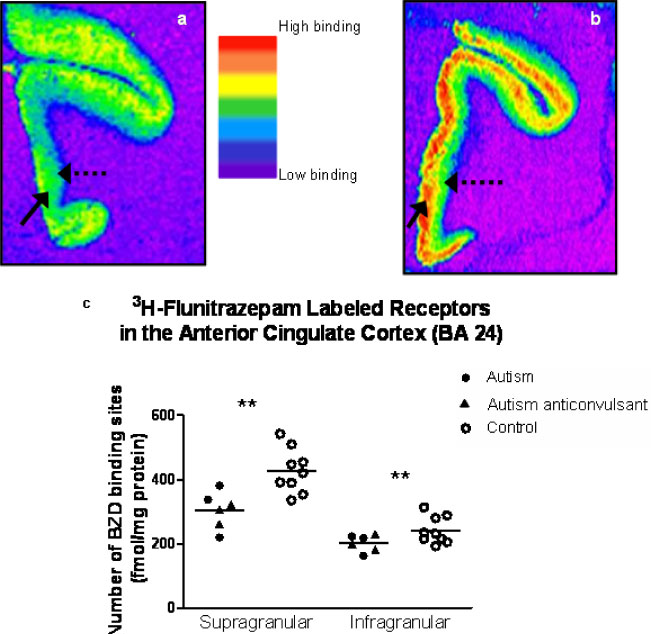 a
b
High binding
Low binding
c
³H-Flunitrazepam Labeled Receptors
in the Anterior Cingulate Cortex (BA 24)
Autism
Autism anticonvulsant
Control
Number of BZD binding sites
(fmol/mg protein)
600
**
400
**
200
0
Supragranular Infragranular